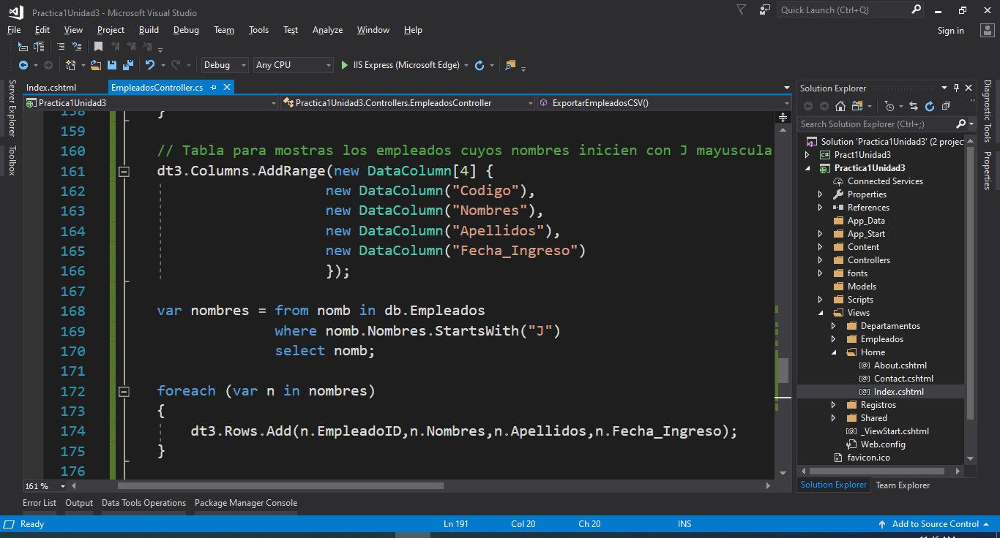 Practica1Unidad3 - Microsoft Visual Studio
Quick Launch (Ctrl+Q)
File Edit View Project Build Debug Team Tools Test Analyze Window Help
Sign in
Debug Any CPU IIS Express (Microsoft Edge)
Server Explorer
Toolbox
Index.cshtml EmpleadosController.cs
Practica1Unidad3 Practica1Unidad3.Controllers.EmpleadosController ExportarEmpleadosCSV()
158 }
159
160 // Tabla para mostras los empleados cuyos nombres inicien con J mayuscula
161 dt3.Columns.AddRange(new DataColumn[4] {
162 new DataColumn("Codigo"),
163 new DataColumn("Nombres"),
164 new DataColumn("Apellidos"),
165 new DataColumn("Fecha_Ingreso")
166 });
167
168 var nombres = from nomb in db.Empleados
169 where nomb.Nombres.StartsWith("J")
170 select nomb;
171
172 foreach (var n in nombres)
173 {
174 dt3.Rows.Add(n.EmpleadoID,n.Nombres,n.Apellidos,n.Fecha_Ingreso);
175 }
176
161 %
Solution Explorer
Search Solution Explorer (Ctrl+;)
Solution 'Practica1Unidad3' (2 projec
C# Pract1Unidad3
Practica1Unidad3
Connected Services
Properties
References
App_Data
App_Start
Content
Controllers
fonts
Models
Scripts
Views
Departamentos
Empleados
Home
About.cshtml
Contact.cshtml
Index.cshtml
Registros
Shared
_ViewStart.cshtml
Web.config
favicon.ico
Solution Explorer Team Explorer
Diagnostic Tools
Properties
Error List Output Data Tools Operations Package Manager Console
Ready Ln 191 Col 20 Ch 20 INS Add to Source Control